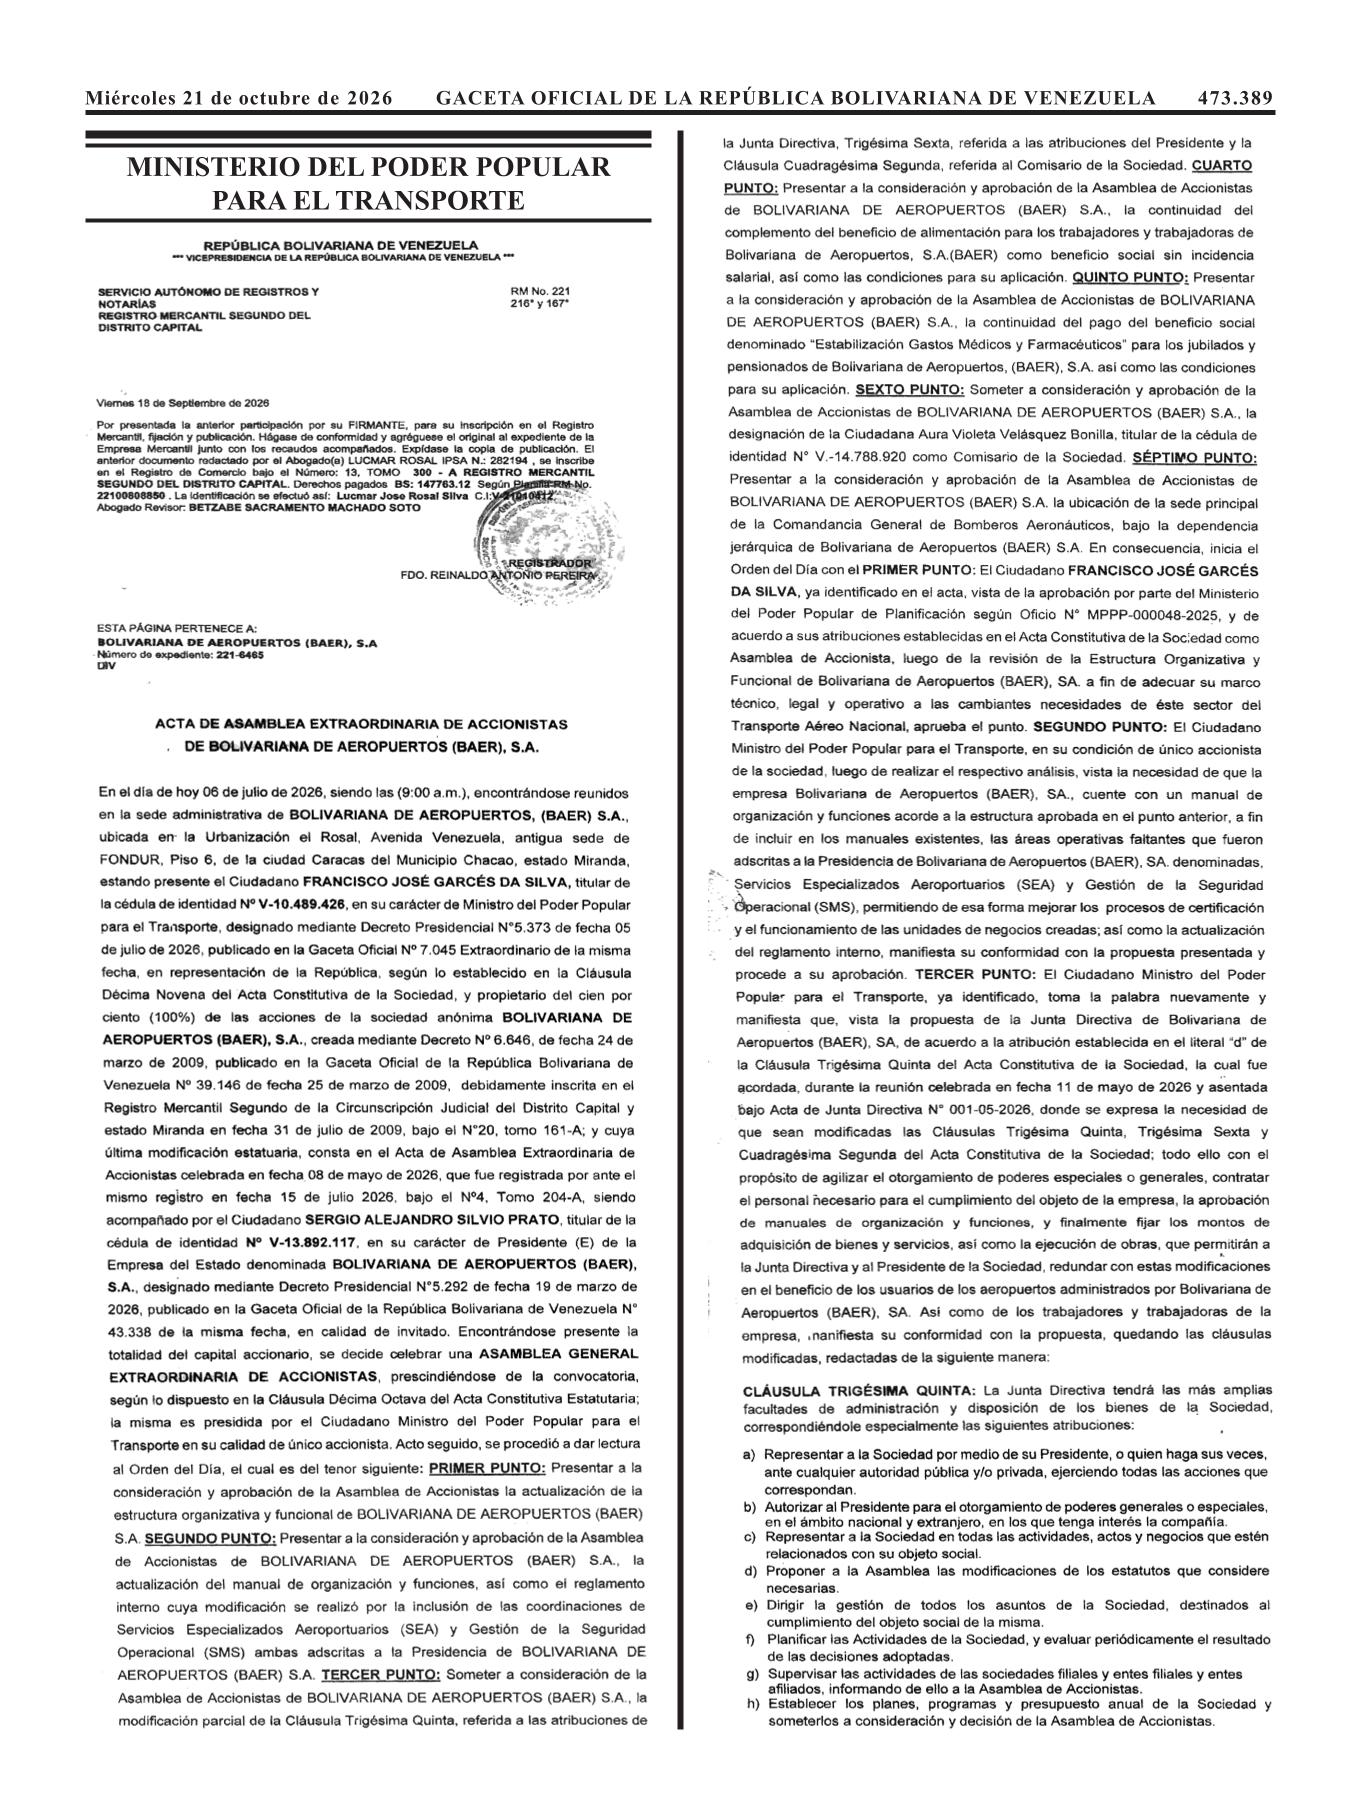 Miércoles 21 de octubre de 2026 GACETA OFICIAL DE LA REPÚBLICA BOLIVARIANA DE VENEZUELA 473.389
MINISTERIO DEL PODER POPULAR
PARA EL TRANSPORTE
REPÚBLICA BOLIVARIANA DE VENEZUELA
*** VICEPRESIDENCIA DE LA REPÚBLICA BOLIVARIANA DE VENEZUELA ***
SERVICIO AUTÓNOMO DE REGISTROS Y
NOTARÍAS
REGISTRO MERCANTIL SEGUNDO DEL
DISTRITO CAPITAL
RM No. 221
216° y 167°
Viernes 18 de Septiembre de 2026
Por presentada la anterior participación por su FIRMANTE, para su inscripción en el Registro
Mercantil, fijación y publicación. Hágase de conformidad y agréguese el original al expediente de la
Empresa Mercantil junto con los recaudos acompañados. Expídase la copia de publicación. El
anterior documento redactado por el Abogado(a) LUCMAR ROSAL IPSA N.: 282194 , se inscribe
en el Registro de Comercio bajo el Número: 13, TOMO 300 - A REGISTRO MERCANTIL
SEGUNDO DEL DISTRITO CAPITAL. Derechos pagados BS: 147763.12 Según Planilla RM No.
22100808850 . La identificación se efectuó así: Lucmar Jose Rosal Silva C.I:
Abogado Revisor: BETZABE SACRAMENTO MACHADO SOTO
REGISTRADOR
FDO. REINALDO ANTONIO PEREIRA
ESTA PÁGINA PERTENECE A:
BOLIVARIANA DE AEROPUERTOS (BAER), S.A
Número de expediente: 221-6465
DIV
ACTA DE ASAMBLEA EXTRAORDINARIA DE ACCIONISTAS
DE BOLIVARIANA DE AEROPUERTOS (BAER), S.A.
En el día de hoy 06 de julio de 2026, siendo las (9:00 a.m.), encontrándose reunidos
en la sede administrativa de BOLIVARIANA DE AEROPUERTOS, (BAER) S.A.,
ubicada en la Urbanización el Rosal, Avenida Venezuela, antigua sede de
FONDUR, Piso 6, de la ciudad Caracas del Municipio Chacao, estado Miranda,
estando presente el Ciudadano FRANCISCO JOSÉ GARCÉS DA SILVA, titular de
la cédula de identidad Nº V-10.489.426, en su carácter de Ministro del Poder Popular
para el Transporte, designado mediante Decreto Presidencial N°5.373 de fecha 05
de julio de 2026, publicado en la Gaceta Oficial Nº 7.045 Extraordinario de la misma
fecha, en representación de la República, según lo establecido en la Cláusula
Décima Novena del Acta Constitutiva de la Sociedad, y propietario del cien por
ciento (100%) de las acciones de la sociedad anónima BOLIVARIANA DE
AEROPUERTOS (BAER), S.A., creada mediante Decreto Nº 6.646, de fecha 24 de
marzo de 2009, publicado en la Gaceta Oficial de la República Bolivariana de
Venezuela Nº 39.146 de fecha 25 de marzo de 2009, debidamente inscrita en el
Registro Mercantil Segundo de la Circunscripción Judicial del Distrito Capital y
estado Miranda en fecha 31 de julio de 2009, bajo el N°20, tomo 161-A; y cuya
última modificación estatuaria, consta en el Acta de Asamblea Extraordinaria de
Accionistas celebrada en fecha 08 de mayo de 2026, que fue registrada por ante el
mismo registro en fecha 15 de julio 2026, bajo el Nº4, Tomo 204-A, siendo
acompañado por el Ciudadano SERGIO ALEJANDRO SILVIO PRATO, titular de la
cédula de identidad Nº V-13.892.117, en su carácter de Presidente (E) de la
Empresa del Estado denominada BOLIVARIANA DE AEROPUERTOS (BAER),
S.A., designado mediante Decreto Presidencial N°5.292 de fecha 19 de marzo de
2026, publicado en la Gaceta Oficial de la República Bolivariana de Venezuela N°
43.338 de la misma fecha, en calidad de invitado. Encontrándose presente la
totalidad del capital accionario, se decide celebrar una ASAMBLEA GENERAL
EXTRAORDINARIA DE ACCIONISTAS, prescindiéndose de la convocatoria,
según lo dispuesto en la Cláusula Décima Octava del Acta Constitutiva Estatutaria;
la misma es presidida por el Ciudadano Ministro del Poder Popular para el
Transporte en su calidad de único accionista. Acto seguido, se procedió a dar lectura
al Orden del Día, el cual es del tenor siguiente: PRIMER PUNTO: Presentar a la
consideración y aprobación de la Asamblea de Accionistas la actualización de la
estructura organizativa y funcional de BOLIVARIANA DE AEROPUERTOS (BAER)
S.A. SEGUNDO PUNTO: Presentar a la consideración y aprobación de la Asamblea
de Accionistas de BOLIVARIANA DE AEROPUERTOS (BAER) S.A., la
actualización del manual de organización y funciones, así como el reglamento
interno cuya modificación se realizó por la inclusión de las coordinaciones de
Servicios Especializados Aeroportuarios (SEA) y Gestión de la Seguridad
Operacional (SMS) ambas adscritas a la Presidencia de BOLIVARIANA DE
AEROPUERTOS (BAER) S.A. TERCER PUNTO: Someter a consideración de la
Asamblea de Accionistas de BOLIVARIANA DE AEROPUERTOS (BAER) S.A., la
modificación parcial de la Cláusula Trigésima Quinta, referida a las atribuciones de
la Junta Directiva, Trigésima Sexta, referida a las atribuciones del Presidente y la
Cláusula Cuadragésima Segunda, referida al Comisario de la Sociedad. CUARTO
PUNTO: Presentar a la consideración y aprobación de la Asamblea de Accionistas
de BOLIVARIANA DE AEROPUERTOS (BAER) S.A., la continuidad del
complemento del beneficio de alimentación para los trabajadores y trabajadoras de
Bolivariana de Aeropuertos, S.A.(BAER) como beneficio social sin incidencia
salarial, así como las condiciones para su aplicación. QUINTO PUNTO: Presentar
a la consideración y aprobación de la Asamblea de Accionistas de BOLIVARIANA
DE AEROPUERTOS (BAER) S.A., la continuidad del pago del beneficio social
denominado “Estabilización Gastos Médicos y Farmacéuticos” para los jubilados y
pensionados de Bolivariana de Aeropuertos, (BAER), S.A. así como las condiciones
para su aplicación. SEXTO PUNTO: Someter a consideración y aprobación de la
Asamblea de Accionistas de BOLIVARIANA DE AEROPUERTOS (BAER) S.A., la
designación de la Ciudadana Aura Violeta Velásquez Bonilla, titular de la cédula de
identidad N° V.-14.788.920 como Comisario de la Sociedad. SÉPTIMO PUNTO:
Presentar a la consideración y aprobación de la Asamblea de Accionistas de
BOLIVARIANA DE AEROPUERTOS (BAER) S.A. la ubicación de la sede principal
de la Comandancia General de Bomberos Aeronáuticos, bajo la dependencia
jerárquica de Bolivariana de Aeropuertos (BAER) S.A. En consecuencia, inicia el
Orden del Día con el PRIMER PUNTO: El Ciudadano FRANCISCO JOSÉ GARCÉS
DA SILVA, ya identificado en el acta, vista de la aprobación por parte del Ministerio
del Poder Popular de Planificación según Oficio N° MPPP-000048-2025, y de
acuerdo a sus atribuciones establecidas en el Acta Constitutiva de la Sociedad como
Asamblea de Accionista, luego de la revisión de la Estructura Organizativa y
Funcional de Bolivariana de Aeropuertos (BAER), SA. a fin de adecuar su marco
técnico, legal y operativo a las cambiantes necesidades de éste sector del
Transporte Aéreo Nacional, aprueba el punto. SEGUNDO PUNTO: El Ciudadano
Ministro del Poder Popular para el Transporte, en su condición de único accionista
de la sociedad, luego de realizar el respectivo análisis, vista la necesidad de que la
empresa Bolivariana de Aeropuertos (BAER), SA., cuente con un manual de
organización y funciones acorde a la estructura aprobada en el punto anterior, a fin
de incluir en los manuales existentes, las áreas operativas faltantes que fueron
adscritas a la Presidencia de Bolivariana de Aeropuertos (BAER), SA. denominadas,
Servicios Especializados Aeroportuarios (SEA) y Gestión de la Seguridad
Operacional (SMS), permitiendo de esa forma mejorar los procesos de certificación
y el funcionamiento de las unidades de negocios creadas; así como la actualización
del reglamento interno, manifiesta su conformidad con la propuesta presentada y
procede a su aprobación. TERCER PUNTO: El Ciudadano Ministro del Poder
Popular para el Transporte, ya identificado, toma la palabra nuevamente y
manifiesta que, vista la propuesta de la Junta Directiva de Bolivariana de
Aeropuertos (BAER), SA, de acuerdo a la atribución establecida en el literal “d” de
la Cláusula Trigésima Quinta del Acta Constitutiva de la Sociedad, la cual fue
acordada, durante la reunión celebrada en fecha 11 de mayo de 2026 y asentada
bajo Acta de Junta Directiva N° 001-05-2026, donde se expresa la necesidad de
que sean modificadas las Cláusulas Trigésima Quinta, Trigésima Sexta y
Cuadragésima Segunda del Acta Constitutiva de la Sociedad; todo ello con el
propósito de agilizar el otorgamiento de poderes especiales o generales, contratar
el personal necesario para el cumplimiento del objeto de la empresa, la aprobación
de manuales de organización y funciones, y finalmente fijar los montos de
adquisición de bienes y servicios, así como la ejecución de obras, que permitirán a
la Junta Directiva y al Presidente de la Sociedad, redundar con estas modificaciones
en el beneficio de los usuarios de los aeropuertos administrados por Bolivariana de
Aeropuertos (BAER), SA. Así como de los trabajadores y trabajadoras de la
empresa, manifiesta su conformidad con la propuesta, quedando las cláusulas
modificadas, redactadas de la siguiente manera:
CLÁUSULA TRIGÉSIMA QUINTA: La Junta Directiva tendrá las más amplias
facultades de administración y disposición de los bienes de la Sociedad,
correspondiéndole especialmente las siguientes atribuciones:
a) Representar a la Sociedad por medio de su Presidente, o quien haga sus veces,
ante cualquier autoridad pública y/o privada, ejerciendo todas las acciones que
correspondan.
b) Autorizar al Presidente para el otorgamiento de poderes generales o especiales,
en el ámbito nacional y extranjero, en los que tenga interés la compañía.
c) Representar a la Sociedad en todas las actividades, actos y negocios que estén
relacionados con su objeto social.
d) Proponer a la Asamblea las modificaciones de los estatutos que considere
necesarias.
e) Dirigir la gestión de todos los asuntos de la Sociedad, destinados al
cumplimiento del objeto social de la misma.
f) Planificar las Actividades de la Sociedad, y evaluar periódicamente el resultado
de las decisiones adoptadas.
g) Supervisar las actividades de las sociedades filiales y entes filiales y entes
afiliados, informando de ello a la Asamblea de Accionistas.
h) Establecer los planes, programas y presupuesto anual de la Sociedad y
someterlos a consideración y decisión de la Asamblea de Accionistas.